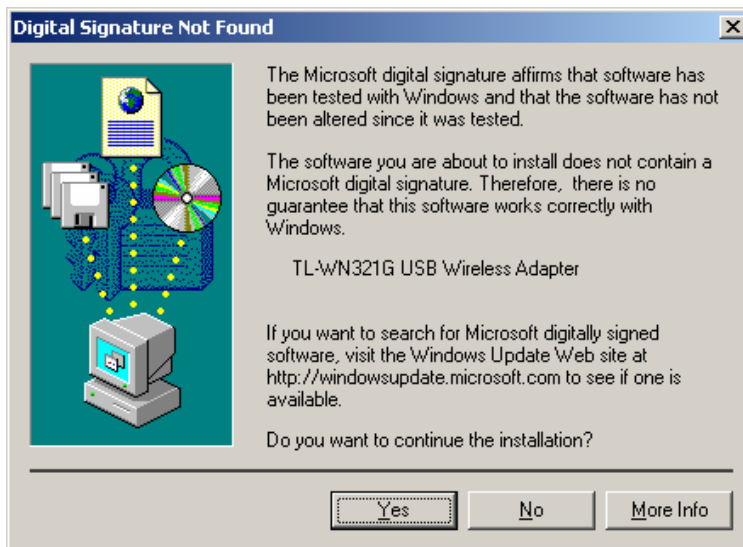 Digital Signature Not Found
The Microsoft digital signature affirms that software has
been tested with Windows and that the software has not
been altered since it was tested.
The software you are about to install does not contain a
Microsoft digital signature. Therefore, there is no
guarantee that this software works correctly with
Windows.
TL-WN321G USB Wireless Adapter
If you want to search for Microsoft digitally signed
software, visit the Windows Update Web site at
http://windowsupdate.microsoft.com to see if one is
available.
Do you want to continue the installation?
Yes No More Info